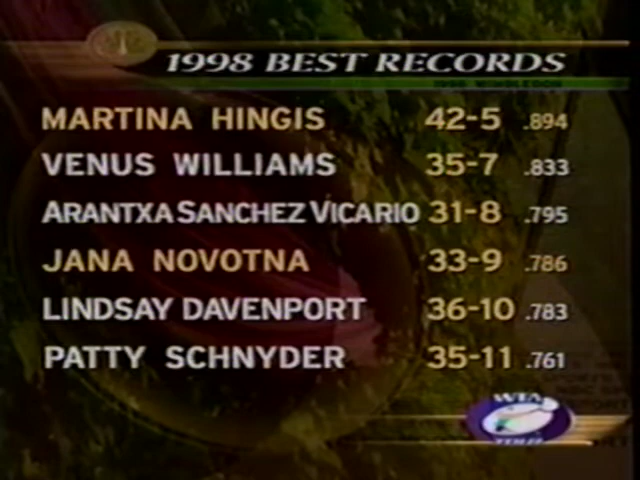 1998 BEST RECORDS
MARTINA HINGIS 42-5 .894
VENUS WILLIAMS 35-7 .833
ARANTXA SANCHEZ VICARIO 31-8 .795
JANA NOVOTNA 33-9 .786
LINDSAY DAVENPORT 36-10 .783
PATTY SCHNYDER 35-11 .761
WTA
TOUR